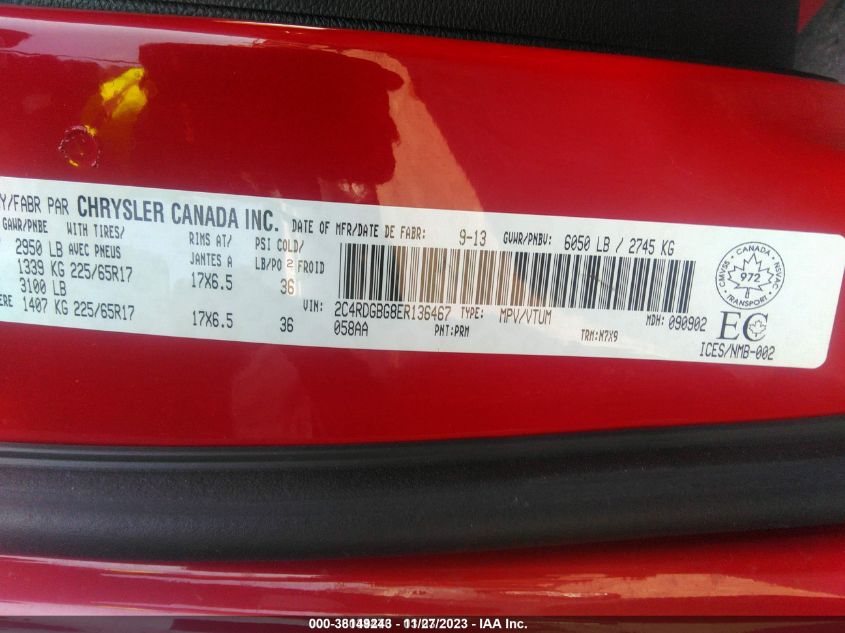 Y/FABR PAR CHRYSLER CANADA INC. DATE OF MFR/DATE DE FABR: 9-13 GVWR/PNBV: 6050 LB / 2745 KG
GAWR/PNBE WITH TIRES/ RIMS AT/ PSI COLD/
2950 LB AVEC PNEUS JANTES A LB/PO 2 FROID
1339 KG 225/65R17 17X6.5 36
3100 LB
ERE 1407 KG 225/65R17 17X6.5 36
VIN: 2C4RDGBG8ER136467 TYPE: MPV/VTUM MDH: 090902
058AA PNT:PRM TRM:M7X9
CANADA
CMVSS 972 NSVAC
TRANSPORT
EC
ICES/NMB-002
000-38149243 - 11/27/2023 - IAA Inc.